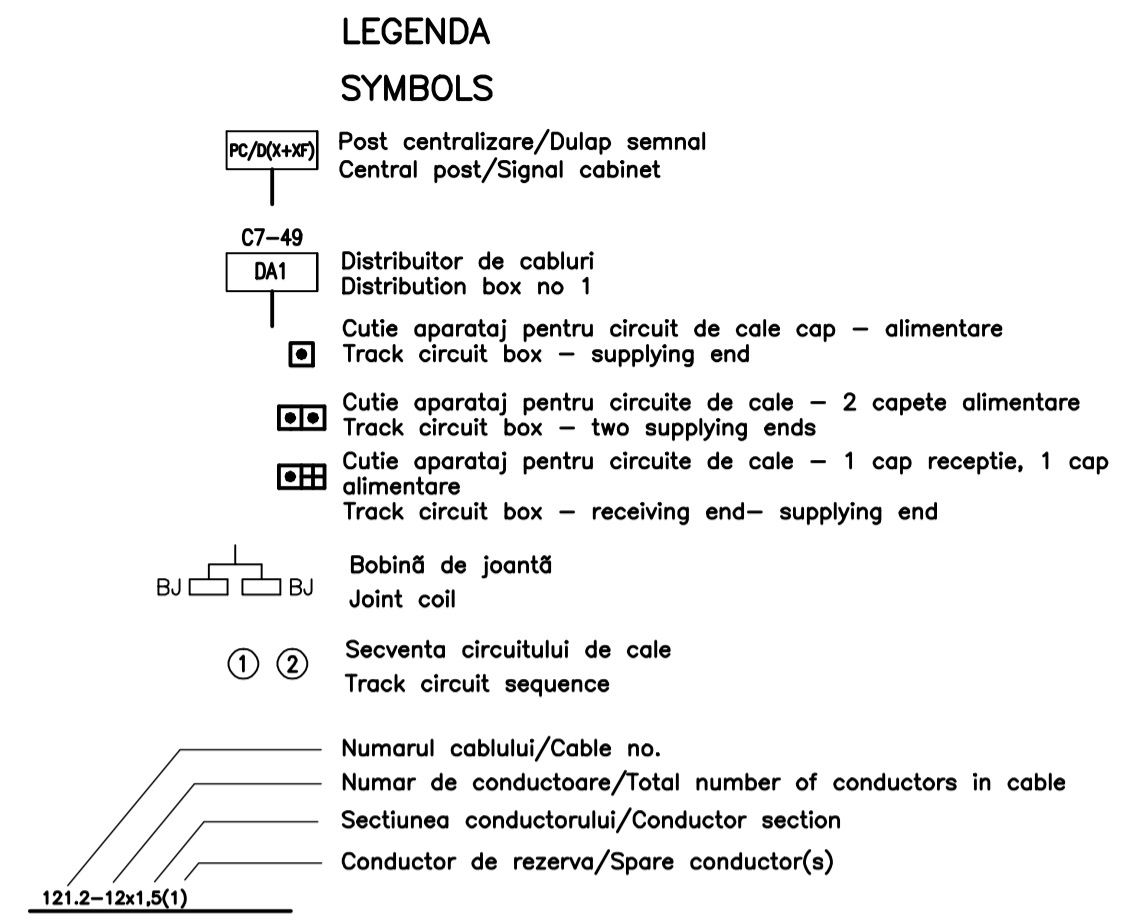 LEGENDA
SYMBOLS
PC/D(X+XF)
Post centralizare/Dulap semnal
Central post/Signal cabinet
C7-49
DA1
Distribuitor de cabluri
Distribution box no 1
Cutie aparataj pentru circuit de cale cap - alimentare
Track circuit box - supplying end
Cutie aparataj pentru circuite de cale - 2 capete alimentare
Track circuit box - two supplying ends
Cutie aparataj pentru circuite de cale - 1 cap receptie, 1 cap
alimentare
Track circuit box - receiving end- supplying end
BJ BJ
Bobină de joantă
Joint coil
1 2
Secventa circuitului de cale
Track circuit sequence
Numarul cablului/Cable no.
Numar de conductoare/Total number of conductors in cable
Sectiunea conductorului/Conductor section
Conductor de rezerva/Spare conductor(s)
121.2-12x1,5(1)